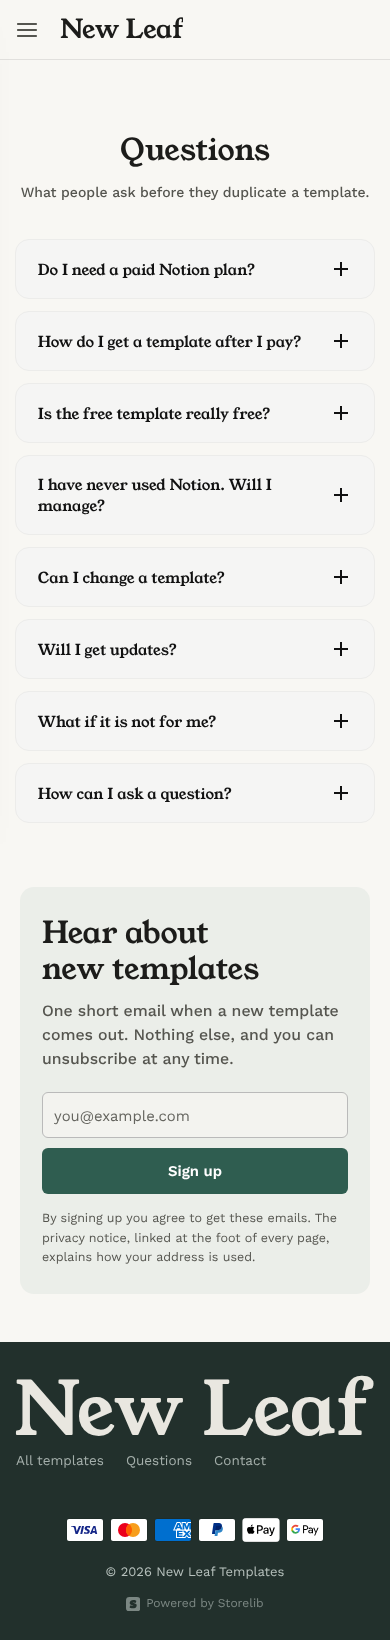 New Leaf
Questions
What people ask before they duplicate a template.
Do I need a paid Notion plan?
How do I get a template after I pay?
Is the free template really free?
I have never used Notion. Will I
manage?
Can I change a template?
Will I get updates?
What if it is not for me?
How can I ask a question?
Hear about
new templates
One short email when a new template
comes out. Nothing else, and you can
unsubscribe at any time.
you@example.com
Sign up
By signing up you agree to get these emails. The
privacy notice, linked at the foot of every page,
explains how your address is used.
New Leaf
All templates Questions Contact
VISA AMEX Pay G Pay
© 2026 New Leaf Templates
S Powered by Storelib